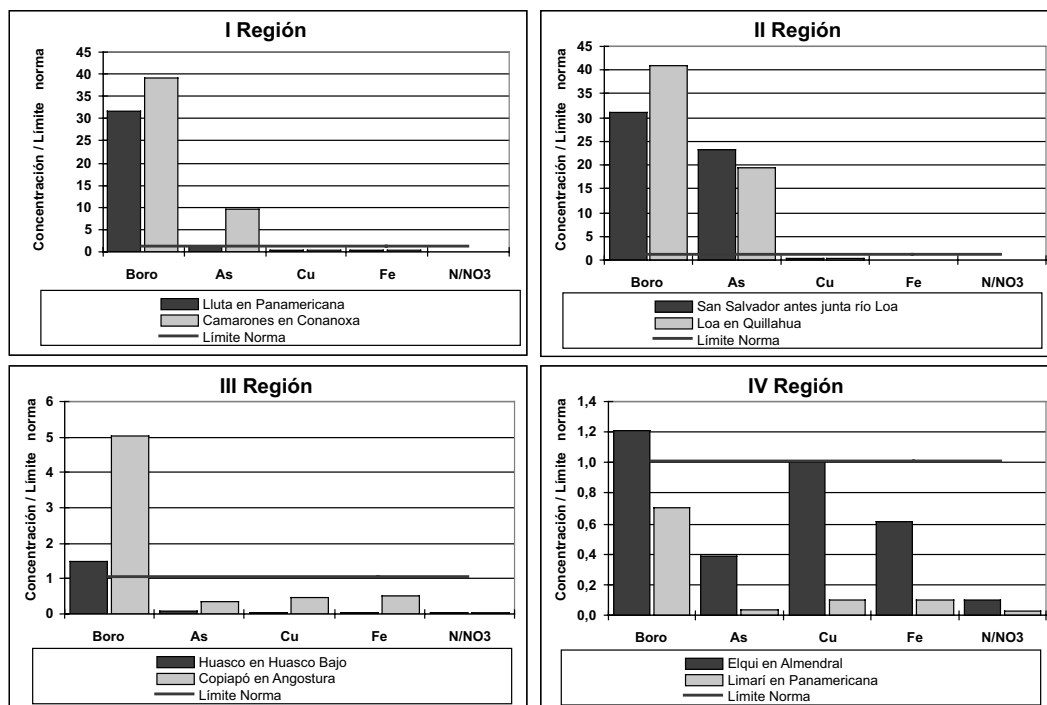 I Región
Concentración / Límite norma
45
40
35
30
25
20
15
10
5
0
Boro As Cu Fe N/NO3
Lluta en Panamericana
Camarones en Conanoxa
Límite Norma
II Región
Concentración / Límite norma
45
40
35
30
25
20
15
10
5
0
Boro As Cu Fe N/NO3
San Salvador antes junta río Loa
Loa en Quillahua
Límite Norma
III Región
Concentración / Límite norma
6
5
4
3
2
1
0
Boro As Cu Fe N/NO3
Huasco en Huasco Bajo
Copiapó en Angostura
Límite Norma
IV Región
Concentración / Límite norma
1,4
1,2
1,0
0,8
0,6
0,4
0,2
0,0
Boro As Cu Fe N/NO3
Elqui en Almendral
Limarí en Panamericana
Límite Norma